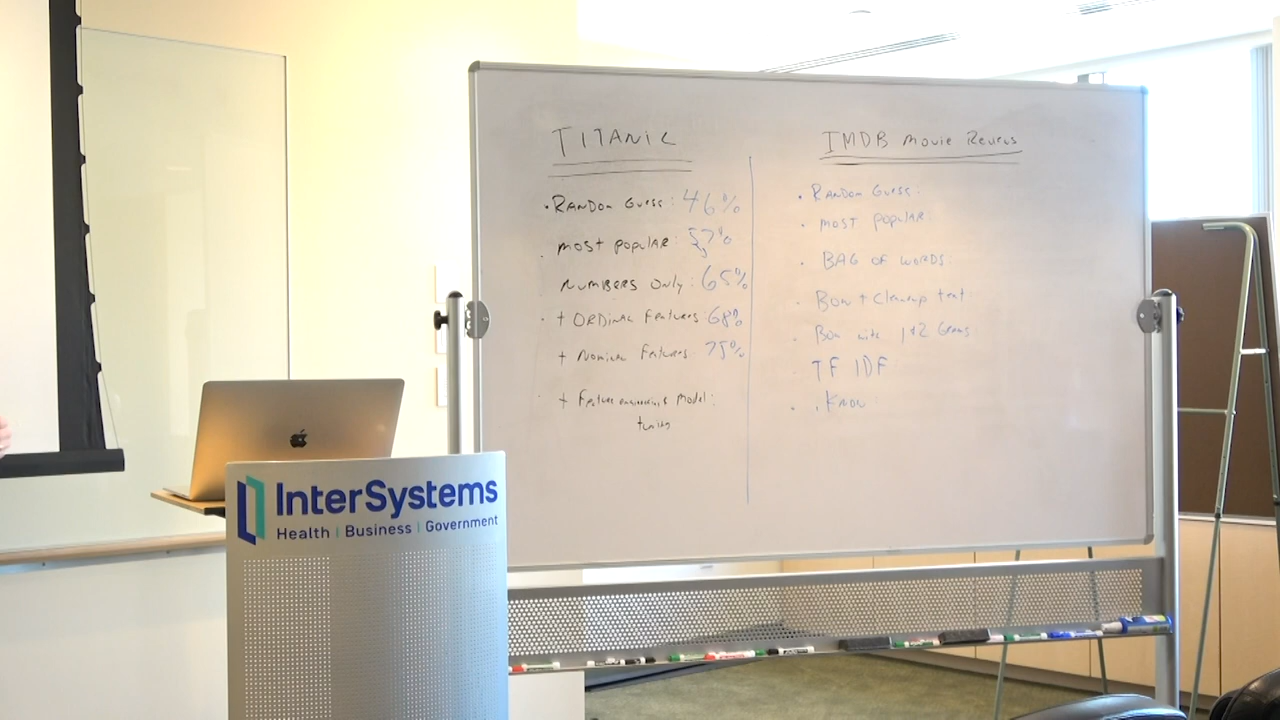 TITANIC
• RANDOM GUESS: 46%
• MOST POPULAR: 57%
NUMBERS ONLY: 65%
• + ORDINAL Features: 68%
+ NOMINAL Features: 75%
• + Feature engineering & Model:
tuning
IMDB Movie Reviews
• RANDOM GUESS:
• MOST POPULAR:
• BAG OF WORDS:
• BOW + Cleanup text
• BOW with 1+2 Grams:
TF IDF
InterSystems
Health | Business | Government